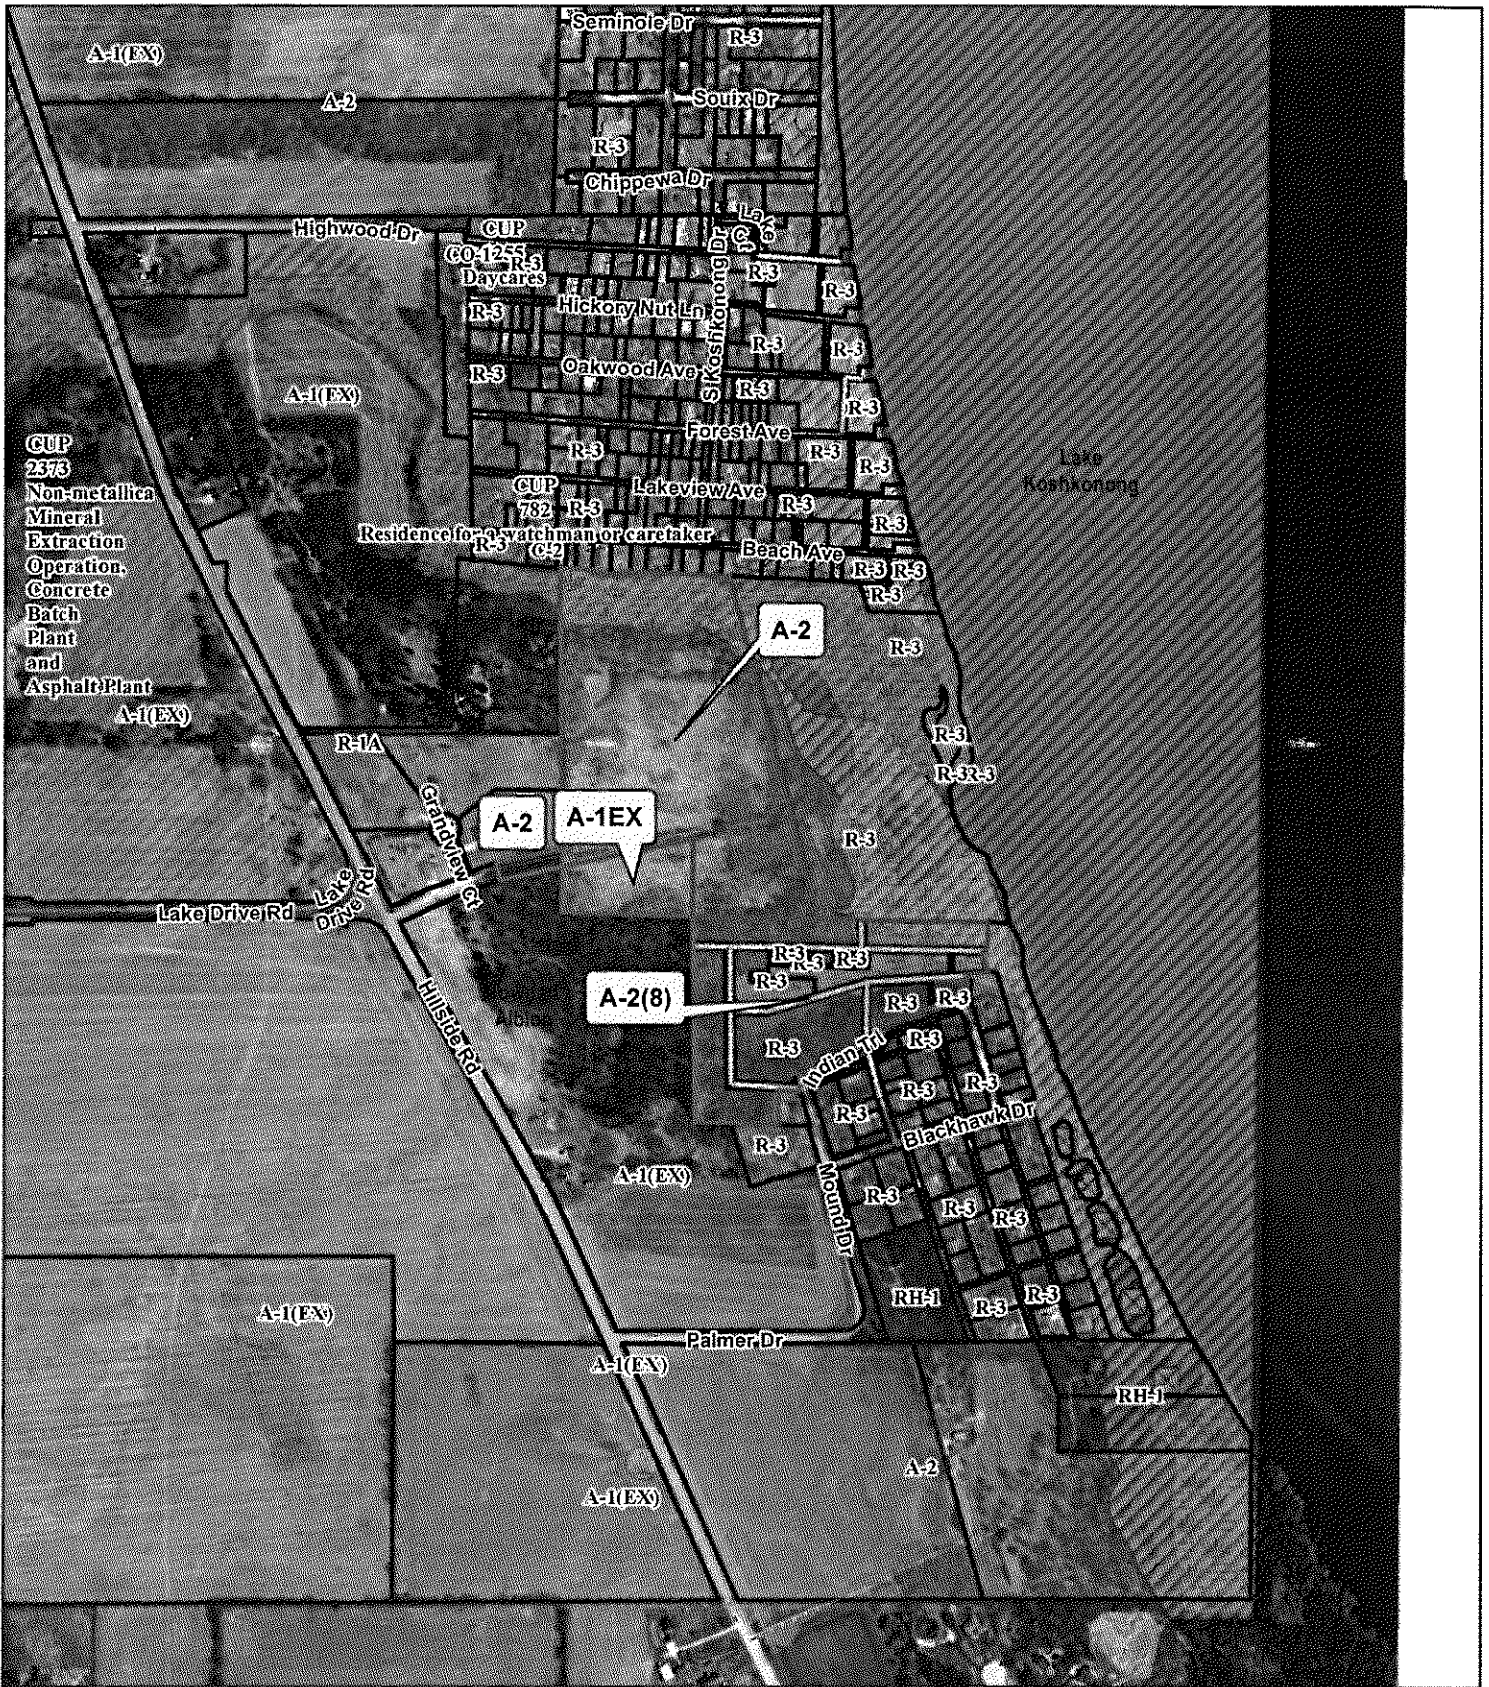 Seminole Dr
R-3
A-1(EX)
A-2
Souix Dr
R-3
Chippewa Dr
Highwood Dr
CUP
Lake
Ct
CO-1255
R-3
Daycares
R-3
R-3
Hickory Nut Ln
R-3
S Koshkonong Dr
R-3
R-3
Oakwood Ave
R-3
R-3
A-1(EX)
R-3
Forest Ave
R-3
R-3
R-3
Lake
Koshkonong
CUP
2373
Non-metallica
Mineral
Extraction
Operation,
Concrete
Batch
Plant
and
Asphalt Plant
CUP
782
R-3
Lakeview Ave
R-3
R-3
Residence for a watchman or caretaker
R-3
C-2
Beach Ave
R-3
R-3
R-3
A-2
R-3
A-1(EX)
R-1A
R-3
R-3
R-3
Grandview Ct
A-2
A-1EX
R-3
Lake
Drive Rd
Lake Drive Rd
R-3
R-3
R-3
R-3
A-2(8)
R-3
R-3
Hillside Rd
R-3
Indian Trl
R-3
R-3
R-3
R-3
Blackhawk Dr
R-3
A-1(EX)
Mound Dr
R-3
R-3
R-3
RH-1
R-3
R-3
A-1(EX)
Palmer Dr
A-1(EX)
RH-1
A-2
A-1(EX)